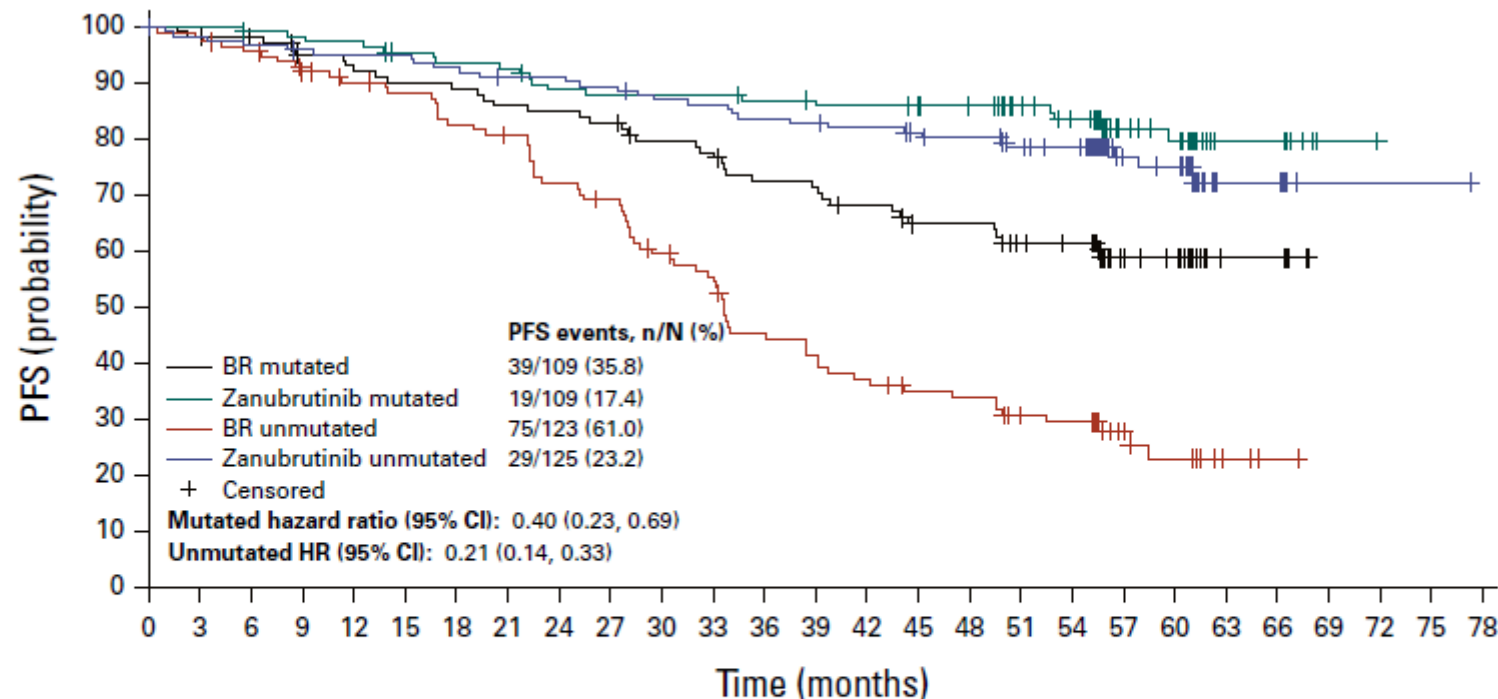 PFS (probability)
100
90
80
70
60
50
40
30
20
10
0
PFS events, n/N (%)
BR mutated 39/109 (35.8)
Zanubrutinib mutated 19/109 (17.4)
BR unmutated 75/123 (61.0)
Zanubrutinib unmutated 29/125 (23.2)
Censored
Mutated hazard ratio (95% CI): 0.40 (0.23, 0.69)
Unmutated HR (95% CI): 0.21 (0.14, 0.33)
0 3 6 9 12 15 18 21 24 27 30 33 36 39 42 45 48 51 54 57 60 63 66 69 72 75 78
Time (months)